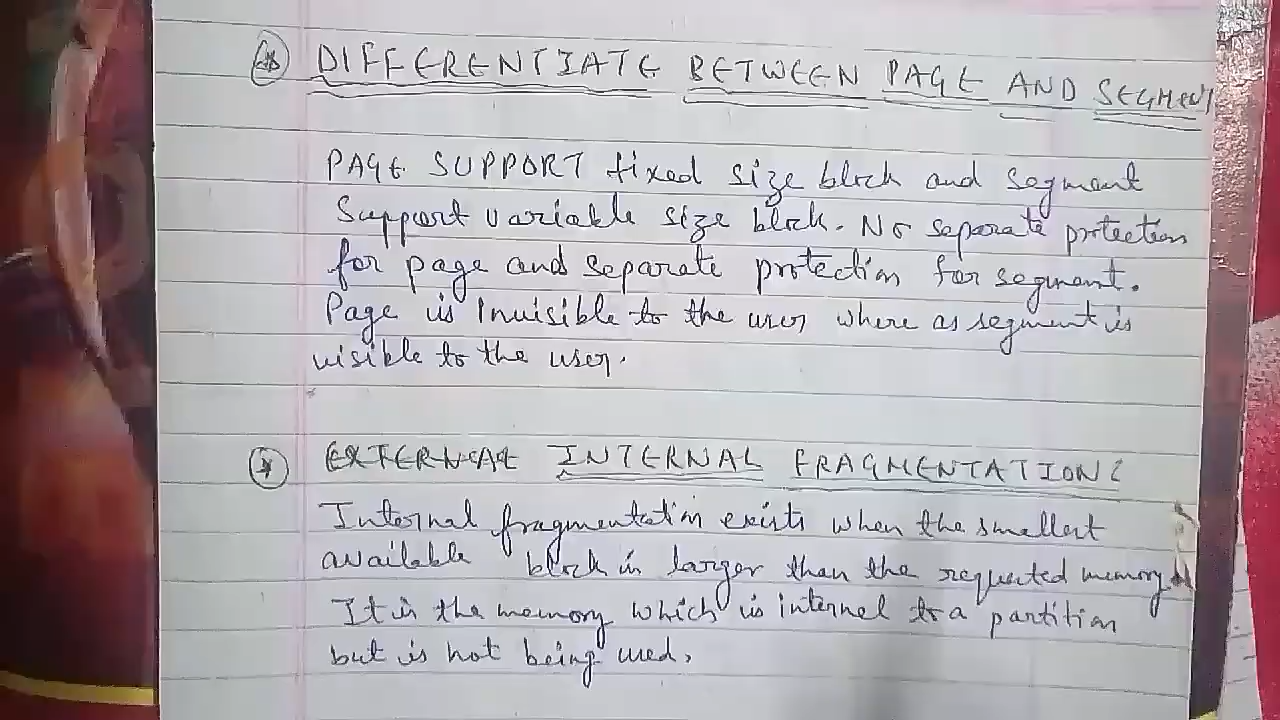 DIFFERENTIATE BETWEEN PAGE AND SEGMENT
PAGE SUPPORT fixed size block and segment
Support variable size block. No separate protection
for page and separate protection for segment.
Page is invisible to the user where as segment is
visible to the user.
EXTERNAL INTERNAL FRAGMENTATION:
Internal fragmentation exists when the smallest
available block is larger than the requested memory
It is the memory which is internal to a partition
but is not being used.